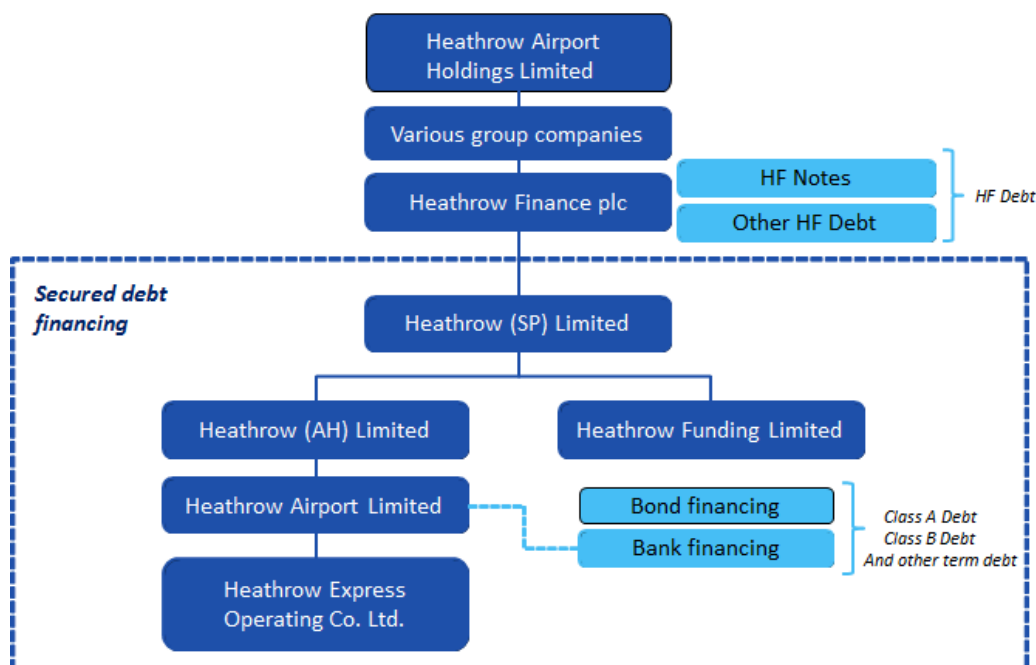 Heathrow Airport
Holdings Limited
Various group companies
Heathrow Finance plc
HF Notes
Other HF Debt
HF Debt
Secured debt
financing
Heathrow (SP) Limited
Heathrow (AH) Limited
Heathrow Funding Limited
Heathrow Airport Limited
Bond financing
Bank financing
Class A Debt
Class B Debt
And other term debt
Heathrow Express
Operating Co. Ltd.